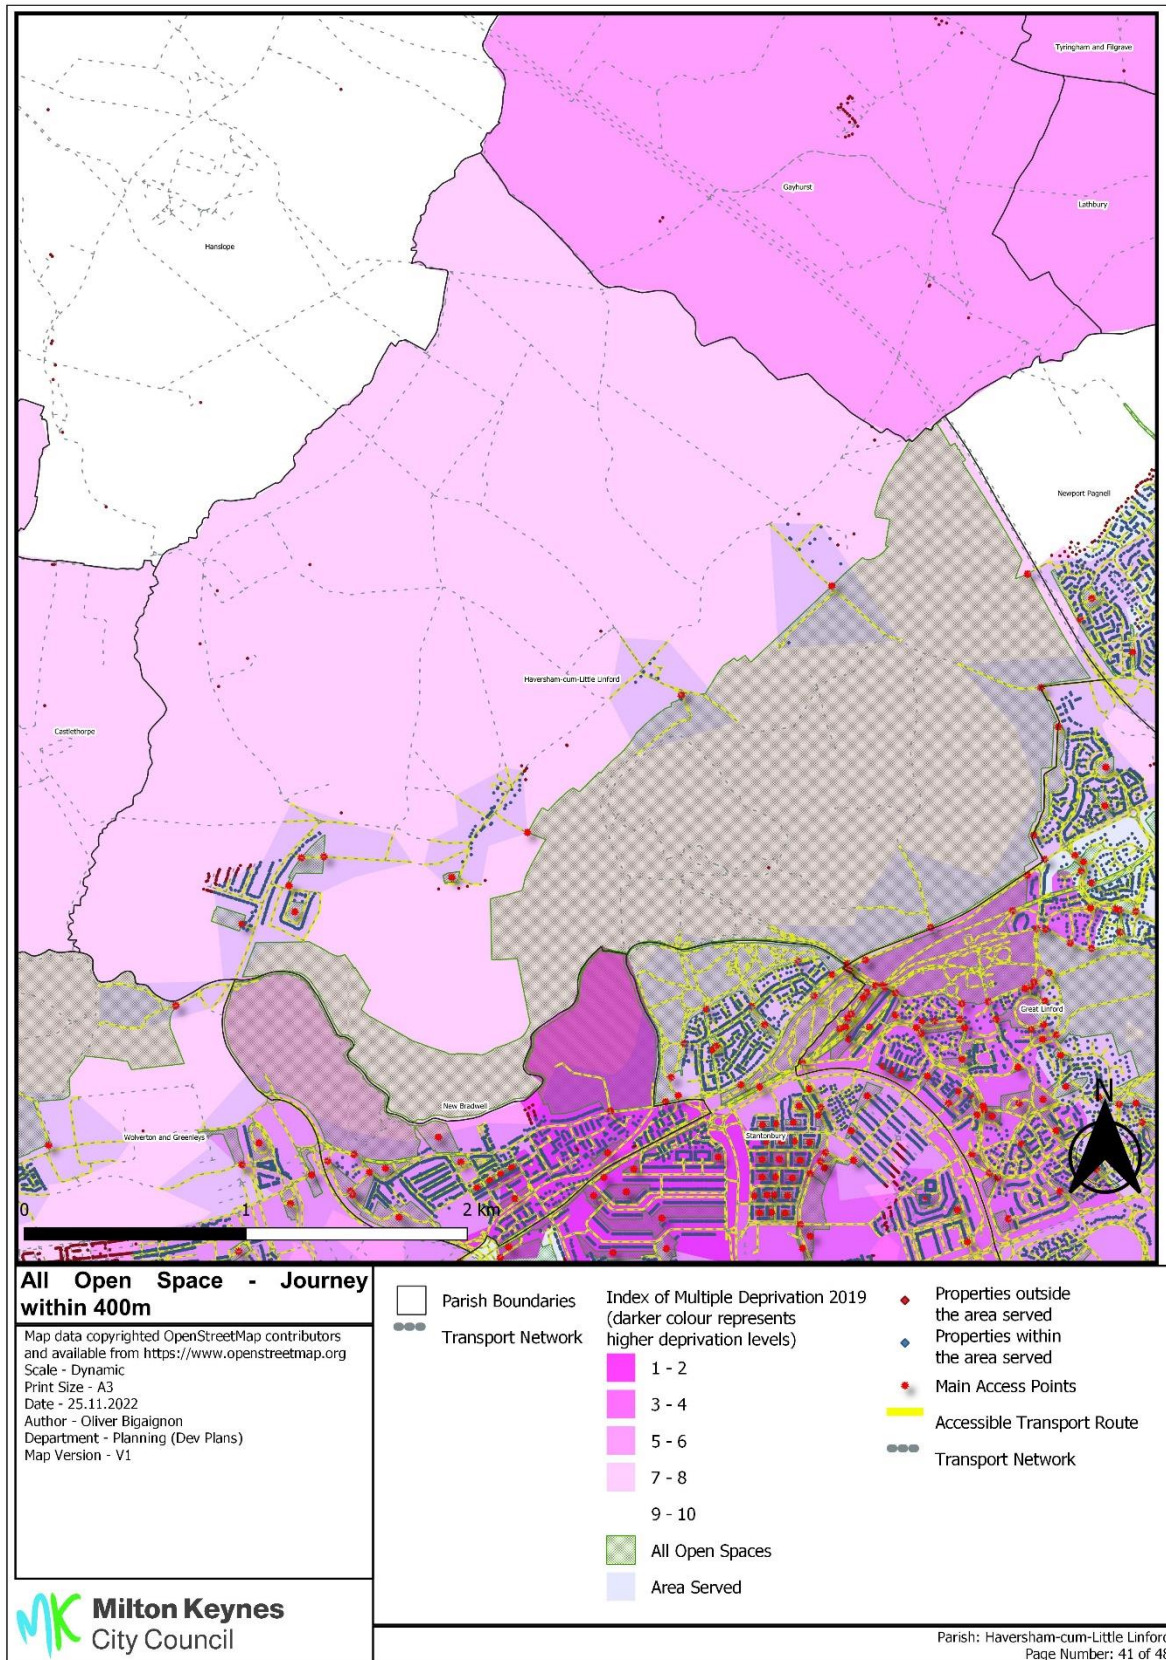 Tyringham and Filgrave
Gayhurst
Lathbury
Hanslope
Newport Pagnell
Haversham-cum-Little Linford
Castlethorpe
Great Linford
New Bradwell
Wolverton and Greenleys
Stantonbury
N
0 1 2 km
All Open Space - Journey
within 400m
Map data copyrighted OpenStreetMap contributors
and available from https://www.openstreetmap.org
Scale - Dynamic
Print Size - A3
Date - 25.11.2022
Author - Oliver Bigaignon
Department - Planning (Dev Plans)
Map Version - V1
MK Milton Keynes
City Council
Parish Boundaries
Transport Network
Index of Multiple Deprivation 2019
(darker colour represents
higher deprivation levels)
1 - 2
3 - 4
5 - 6
7 - 8
9 - 10
All Open Spaces
Area Served
Properties outside
the area served
Properties within
the area served
Main Access Points
Accessible Transport Route
Transport Network
Parish: Haversham-cum-Little Linford
Page Number: 41 of 48